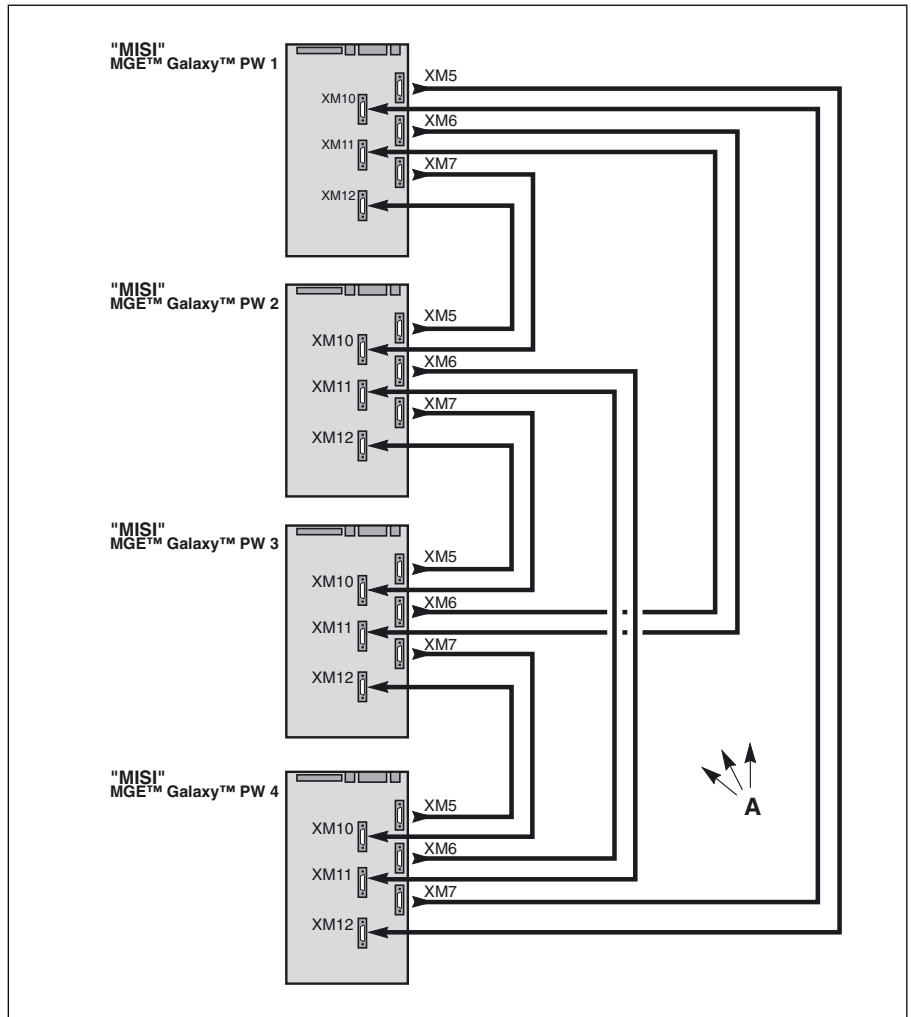 "MISI"
MGE™ Galaxy™ PW 1
XM5
XM10
XM6
XM11
XM7
XM12
"MISI"
MGE™ Galaxy™ PW 2
XM5
XM10
XM6
XM11
XM7
XM12
"MISI"
MGE™ Galaxy™ PW 3
XM5
XM10
XM6
XM11
XM7
XM12
"MISI"
MGE™ Galaxy™ PW 4
A
XM5
XM10
XM6
XM11
XM7
XM12